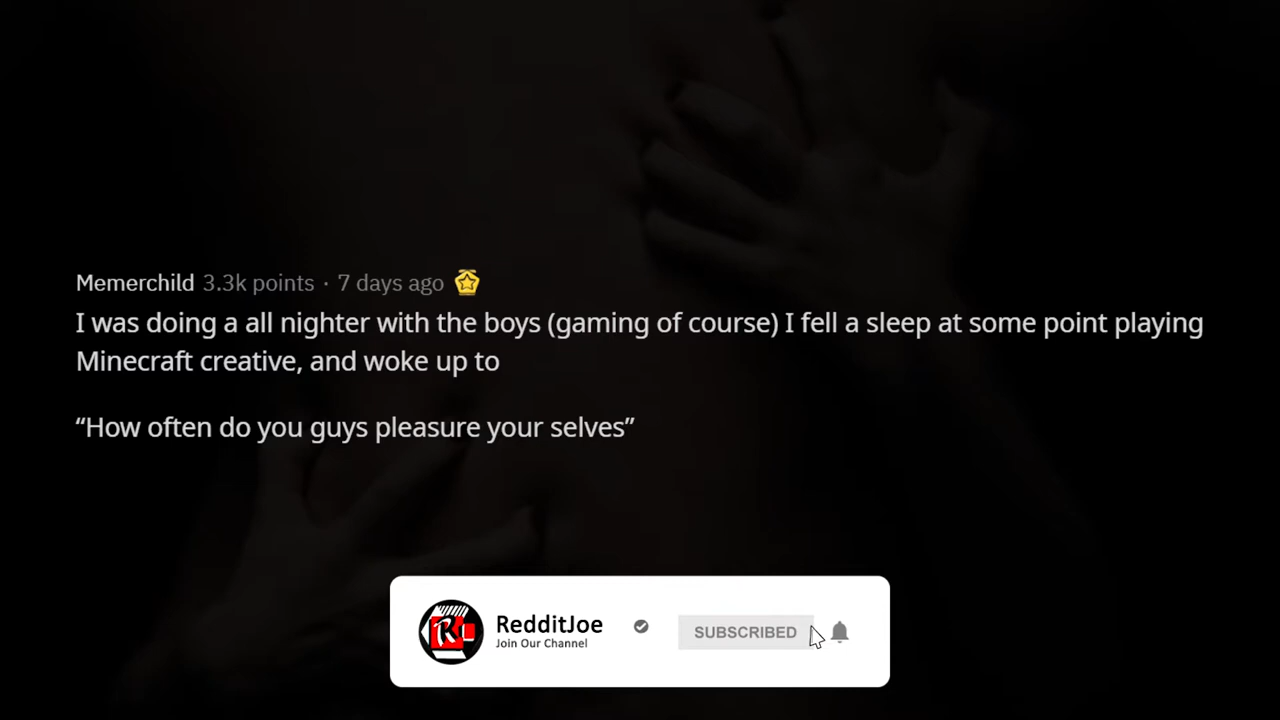 Memerchild 3.3k points · 7 days ago
I was doing a all nighter with the boys (gaming of course) I fell a sleep at some point playing
Minecraft creative, and woke up to
“How often do you guys pleasure your selves”
RedditJoe
Join Our Channel
SUBSCRIBED